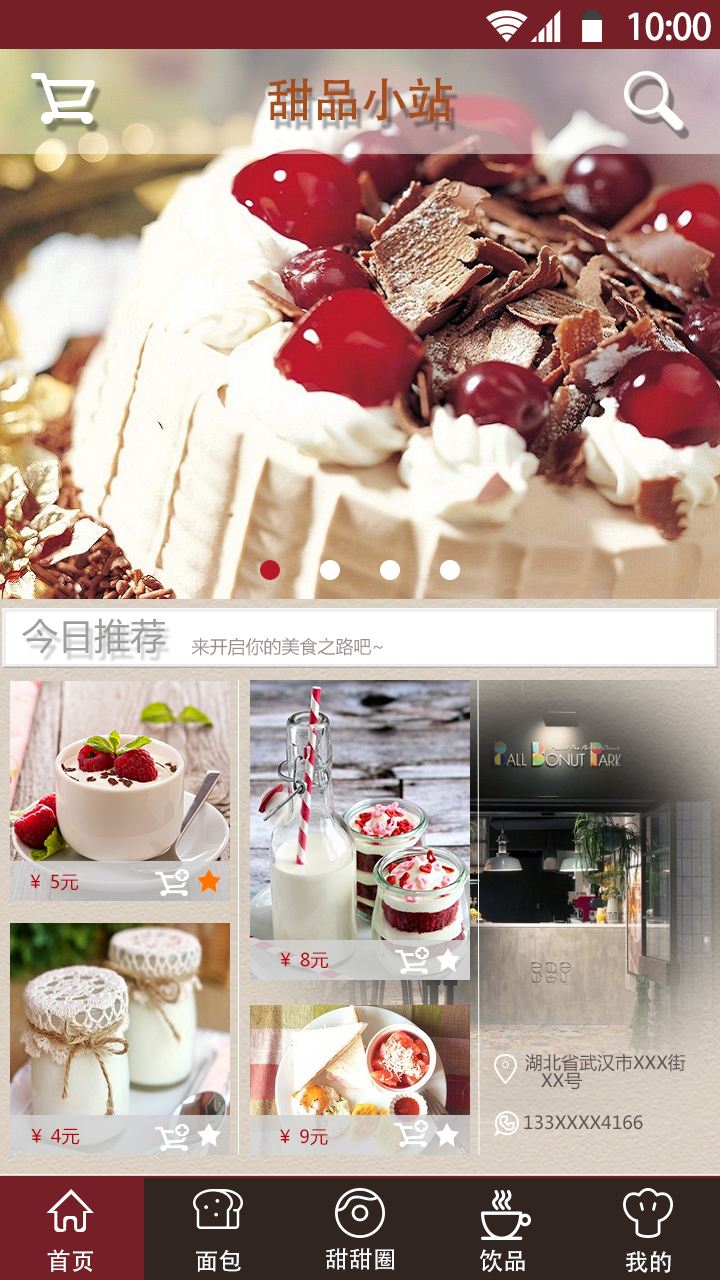 10:00
甜品小站
今日推荐
来开启你的美食之路吧~
¥ 5元
¥ 8元
¥ 4元
¥ 9元
BALL DONUT PARK
BDP
湖北省武汉市XXX街
XX号
133XXXX4166
首页
面包
甜甜圈
饮品
我的